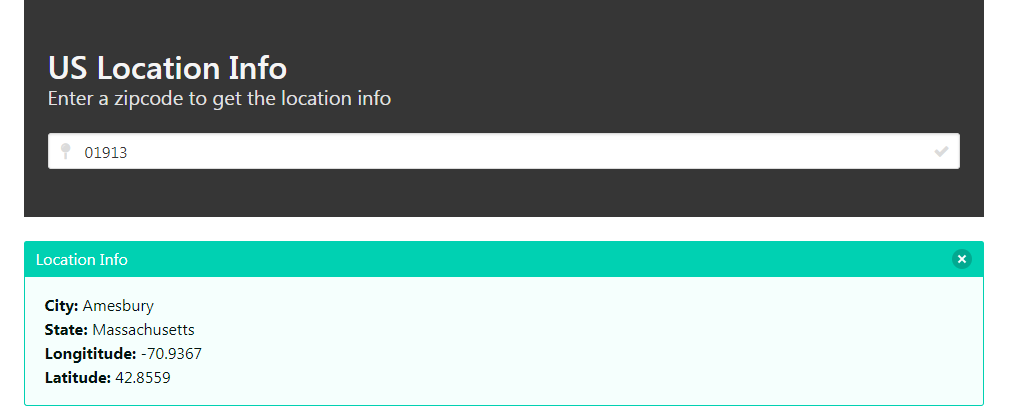 US Location Info
Enter a zipcode to get the location info
01913
Location Info
City: Amesbury
State: Massachusetts
Longititude: -70.9367
Latitude: 42.8559